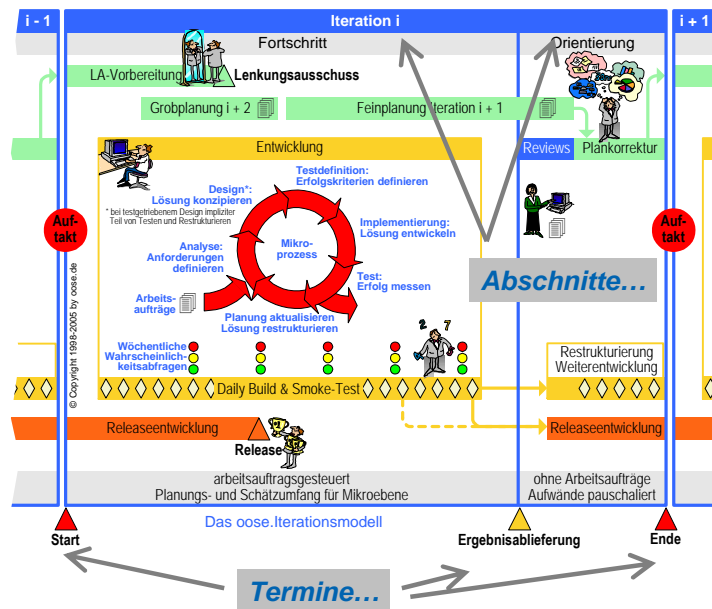 i - 1
Iteration i
i + 1
Fortschritt
Orientierung
LA-Vorbereitung
Lenkungsausschuss
Grobplanung i + 2
Feinplanung Iteration i + 1
Entwicklung
Reviews
Plankorrektur
Testdefinition:
Erfolgskriterien definieren
Design*:
Lösung konzipieren
* bei testgetriebenem Design impliziter
Teil von Testen und Restrukturieren
Auf-
takt
Mikro-
prozess
Implementierung:
Lösung entwickeln
Auf-
takt
Analyse:
Anforderungen
definieren
Test:
Erfolg messen
Abschnitte…
Arbeits-
aufträge
Planung aktualisieren
Lösung restrukturieren
2 7
Wöchentliche
Wahrscheinlich-
keitsabfragen
Restrukturierung
Weiterentwicklung
Daily Build & Smoke-Test
© Copyright 1998-2005 by oose.de
Releaseentwicklung
Releaseentwicklung
Release
arbeitsauftragsgesteuert
Planungs- und Schätzumfang für Mikroebene
ohne Arbeitsaufträge
Aufwände pauschaliert
Das oose.Iterationsmodell
Start
Ergebnisablieferung
Ende
Termine…